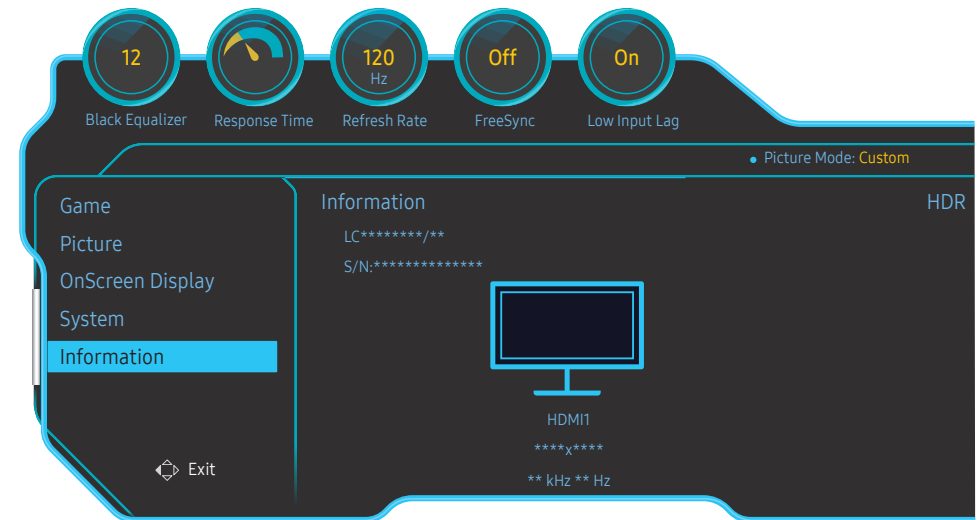 12
120
Hz
Off
On
Black Equalizer
Response Time
Refresh Rate
FreeSync
Low Input Lag
Picture Mode: Custom
Game
Picture
OnScreen Display
System
Information
Exit
Information
HDR
LC********/**
S/N:**************
HDMI1
****x****
** kHz ** Hz